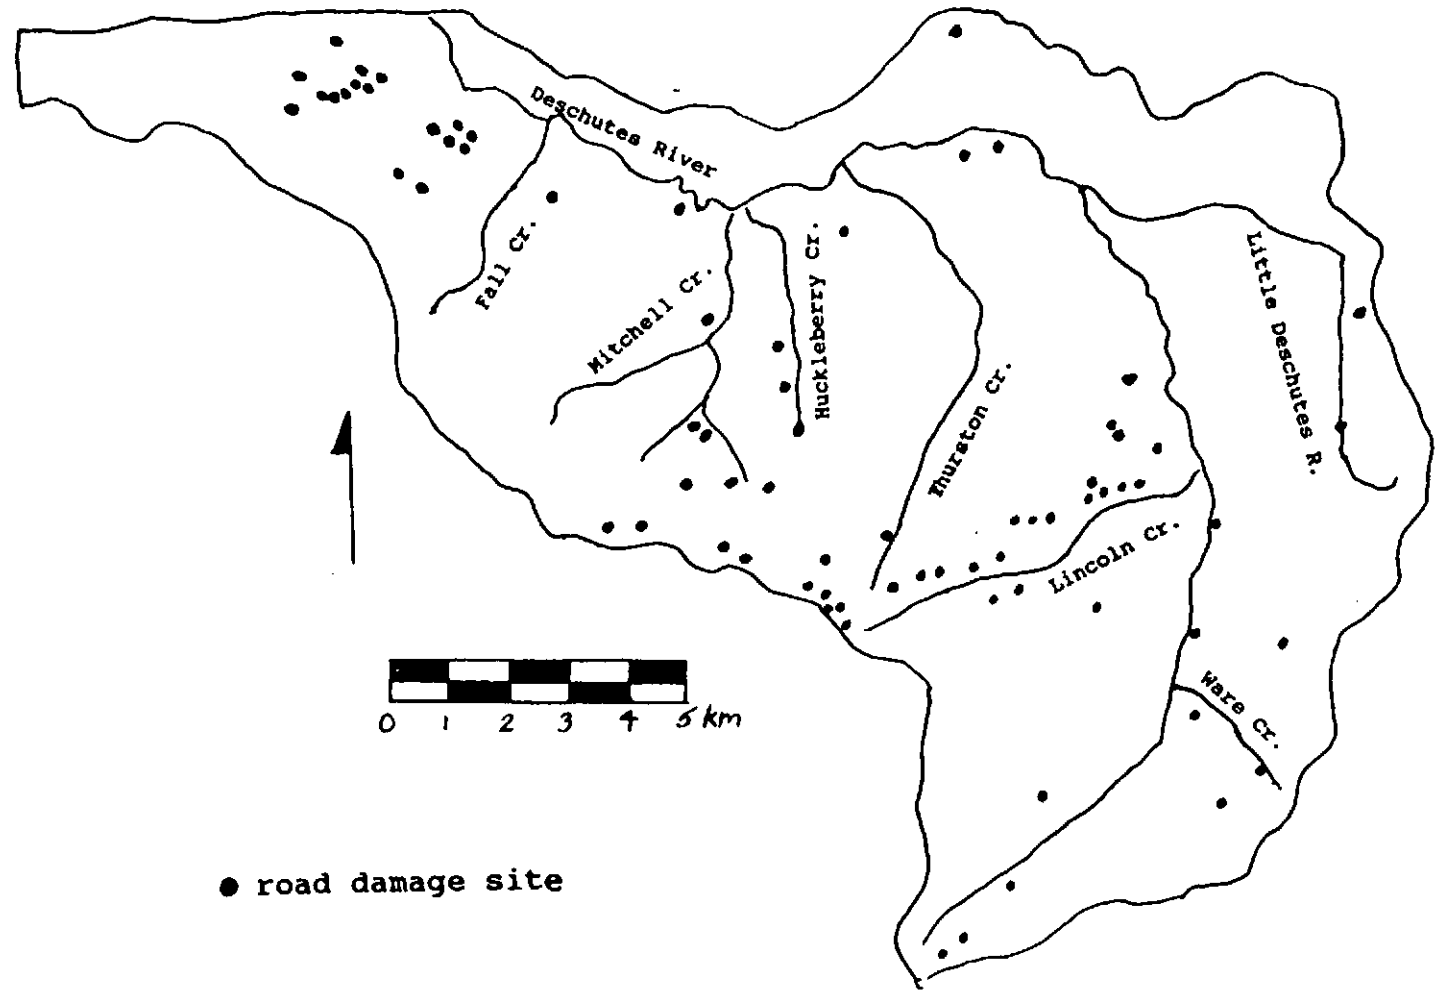 Deschutes River
Fall Cr.
Mitchell Cr.
Huckleberry Cr.
Thurston Cr.
Little Deschutes R.
Lincoln Cr.
Ware Cr.
0 1 2 3 4 5 km
road damage site